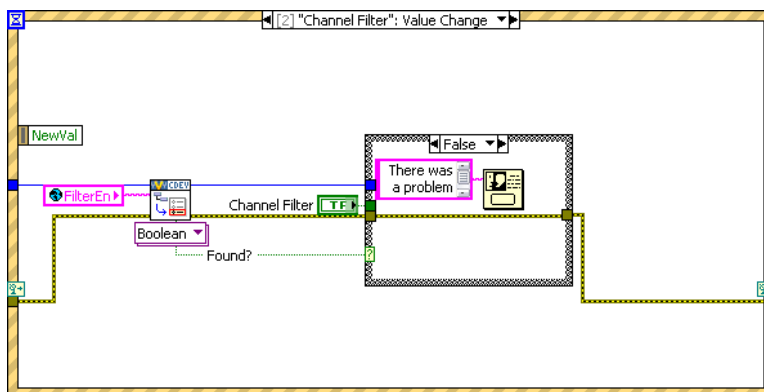 [2] "Channel Filter": Value Change
NewVal
False
There was
a problem
CDEV
FilterEn
Channel Filter
TF
Boolean
Found?
?